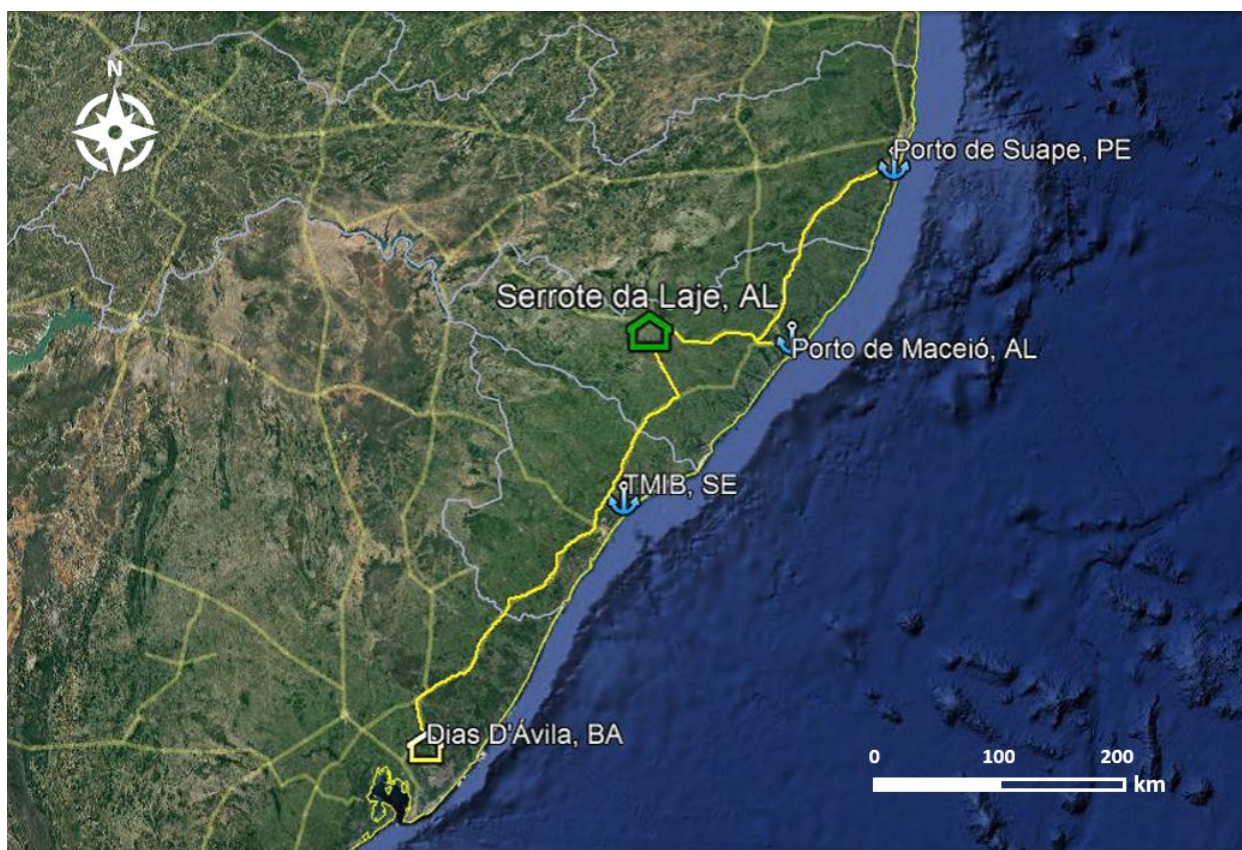 N
Porto de Suape, PE
Serrote da Laje, AL
Porto de Maceió, AL
TMIB, SE
Dias D'Ávila, BA
0 100 200
km